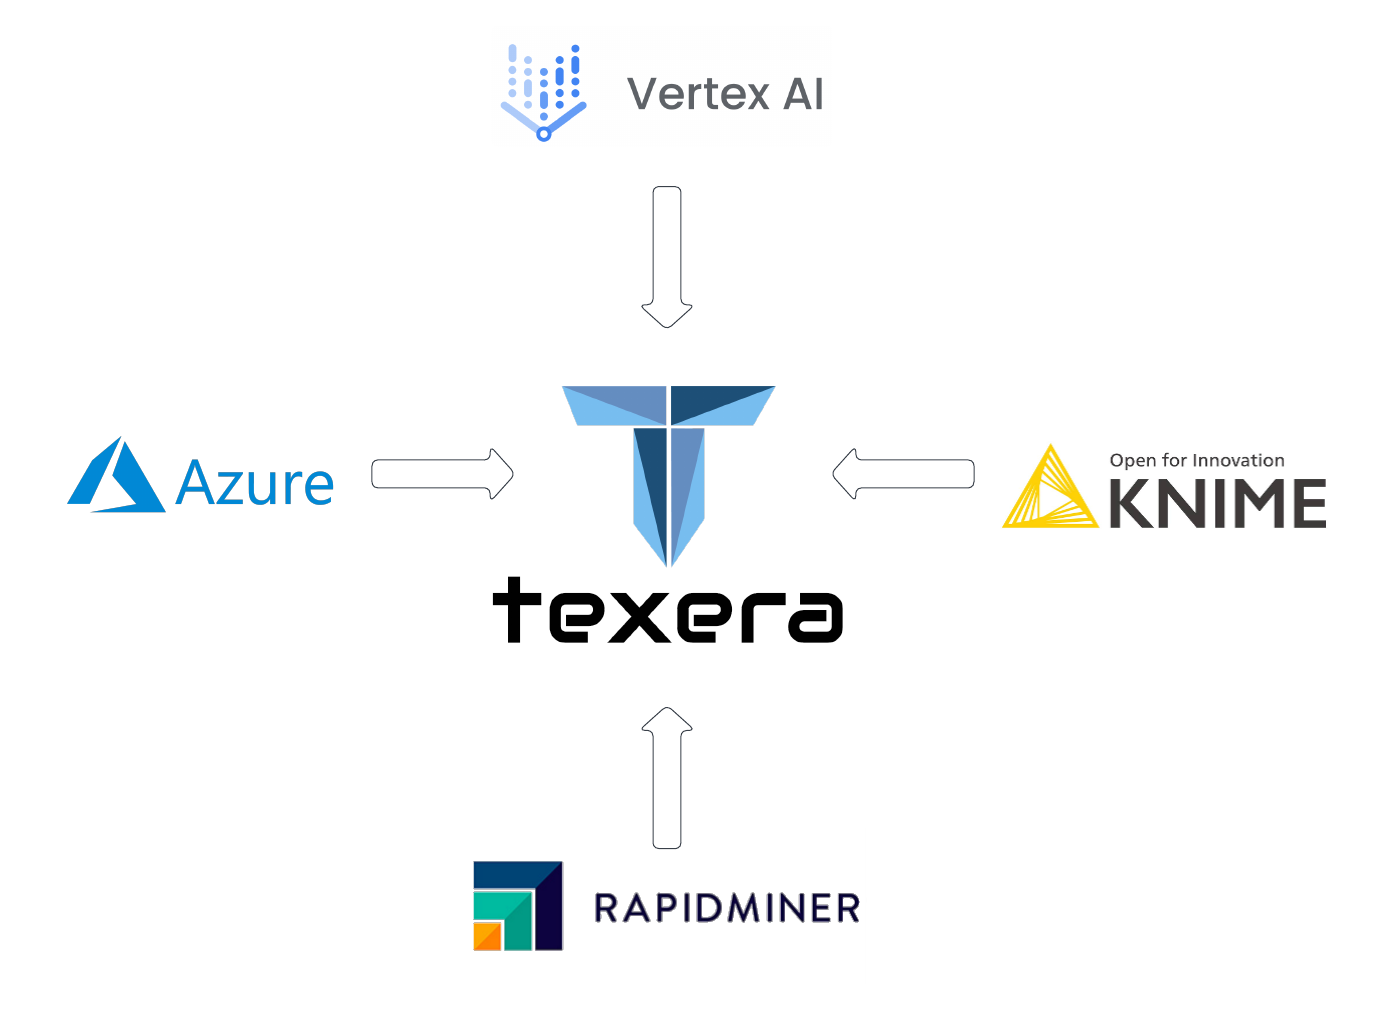 Vertex AI
Azure
Open for Innovation
KNIME
texera
RAPIDMINER